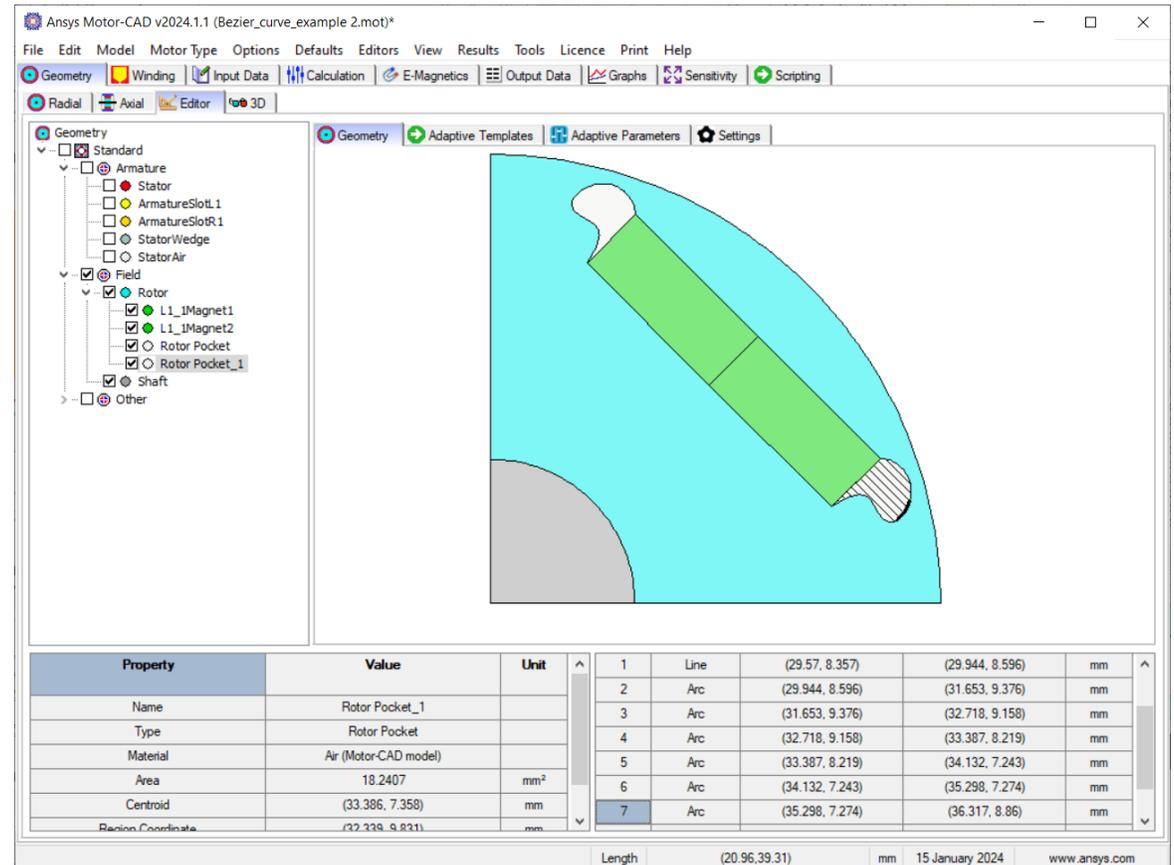 Ansys Motor-CAD v2024.1.1 (Bezier_curve_example 2.mot)*
File Edit Model Motor Type Options Defaults Editors View Results Tools Licence Print Help
Geometry Winding Input Data Calculation E-Magnetics Output Data Graphs Sensitivity Scripting
Radial Axial Editor 3D
Geometry
Standard
Armature
Stator
ArmatureSlotL1
ArmatureSlotR1
StatorWedge
StatorAir
Field
Rotor
L1_1Magnet1
L1_1Magnet2
Rotor Pocket
Rotor Pocket_1
Shaft
Other
Geometry Adaptive Templates Adaptive Parameters Settings
Property Value Unit
Name Rotor Pocket_1
Type Rotor Pocket
Material Air (Motor-CAD model)
Area 18.2407 mm²
Centroid (33.386, 7.358) mm
Region Coordinate (32.339, 9.831) mm
1 Line (29.57, 8.357) (29.944, 8.596) mm
2 Arc (29.944, 8.596) (31.653, 9.376) mm
3 Arc (31.653, 9.376) (32.718, 9.158) mm
4 Arc (32.718, 9.158) (33.387, 8.219) mm
5 Arc (33.387, 8.219) (34.132, 7.243) mm
6 Arc (34.132, 7.243) (35.298, 7.274) mm
7 Arc (35.298, 7.274) (36.317, 8.86) mm
Length (20.96,39.31) mm 15 January 2024 www.ansys.com